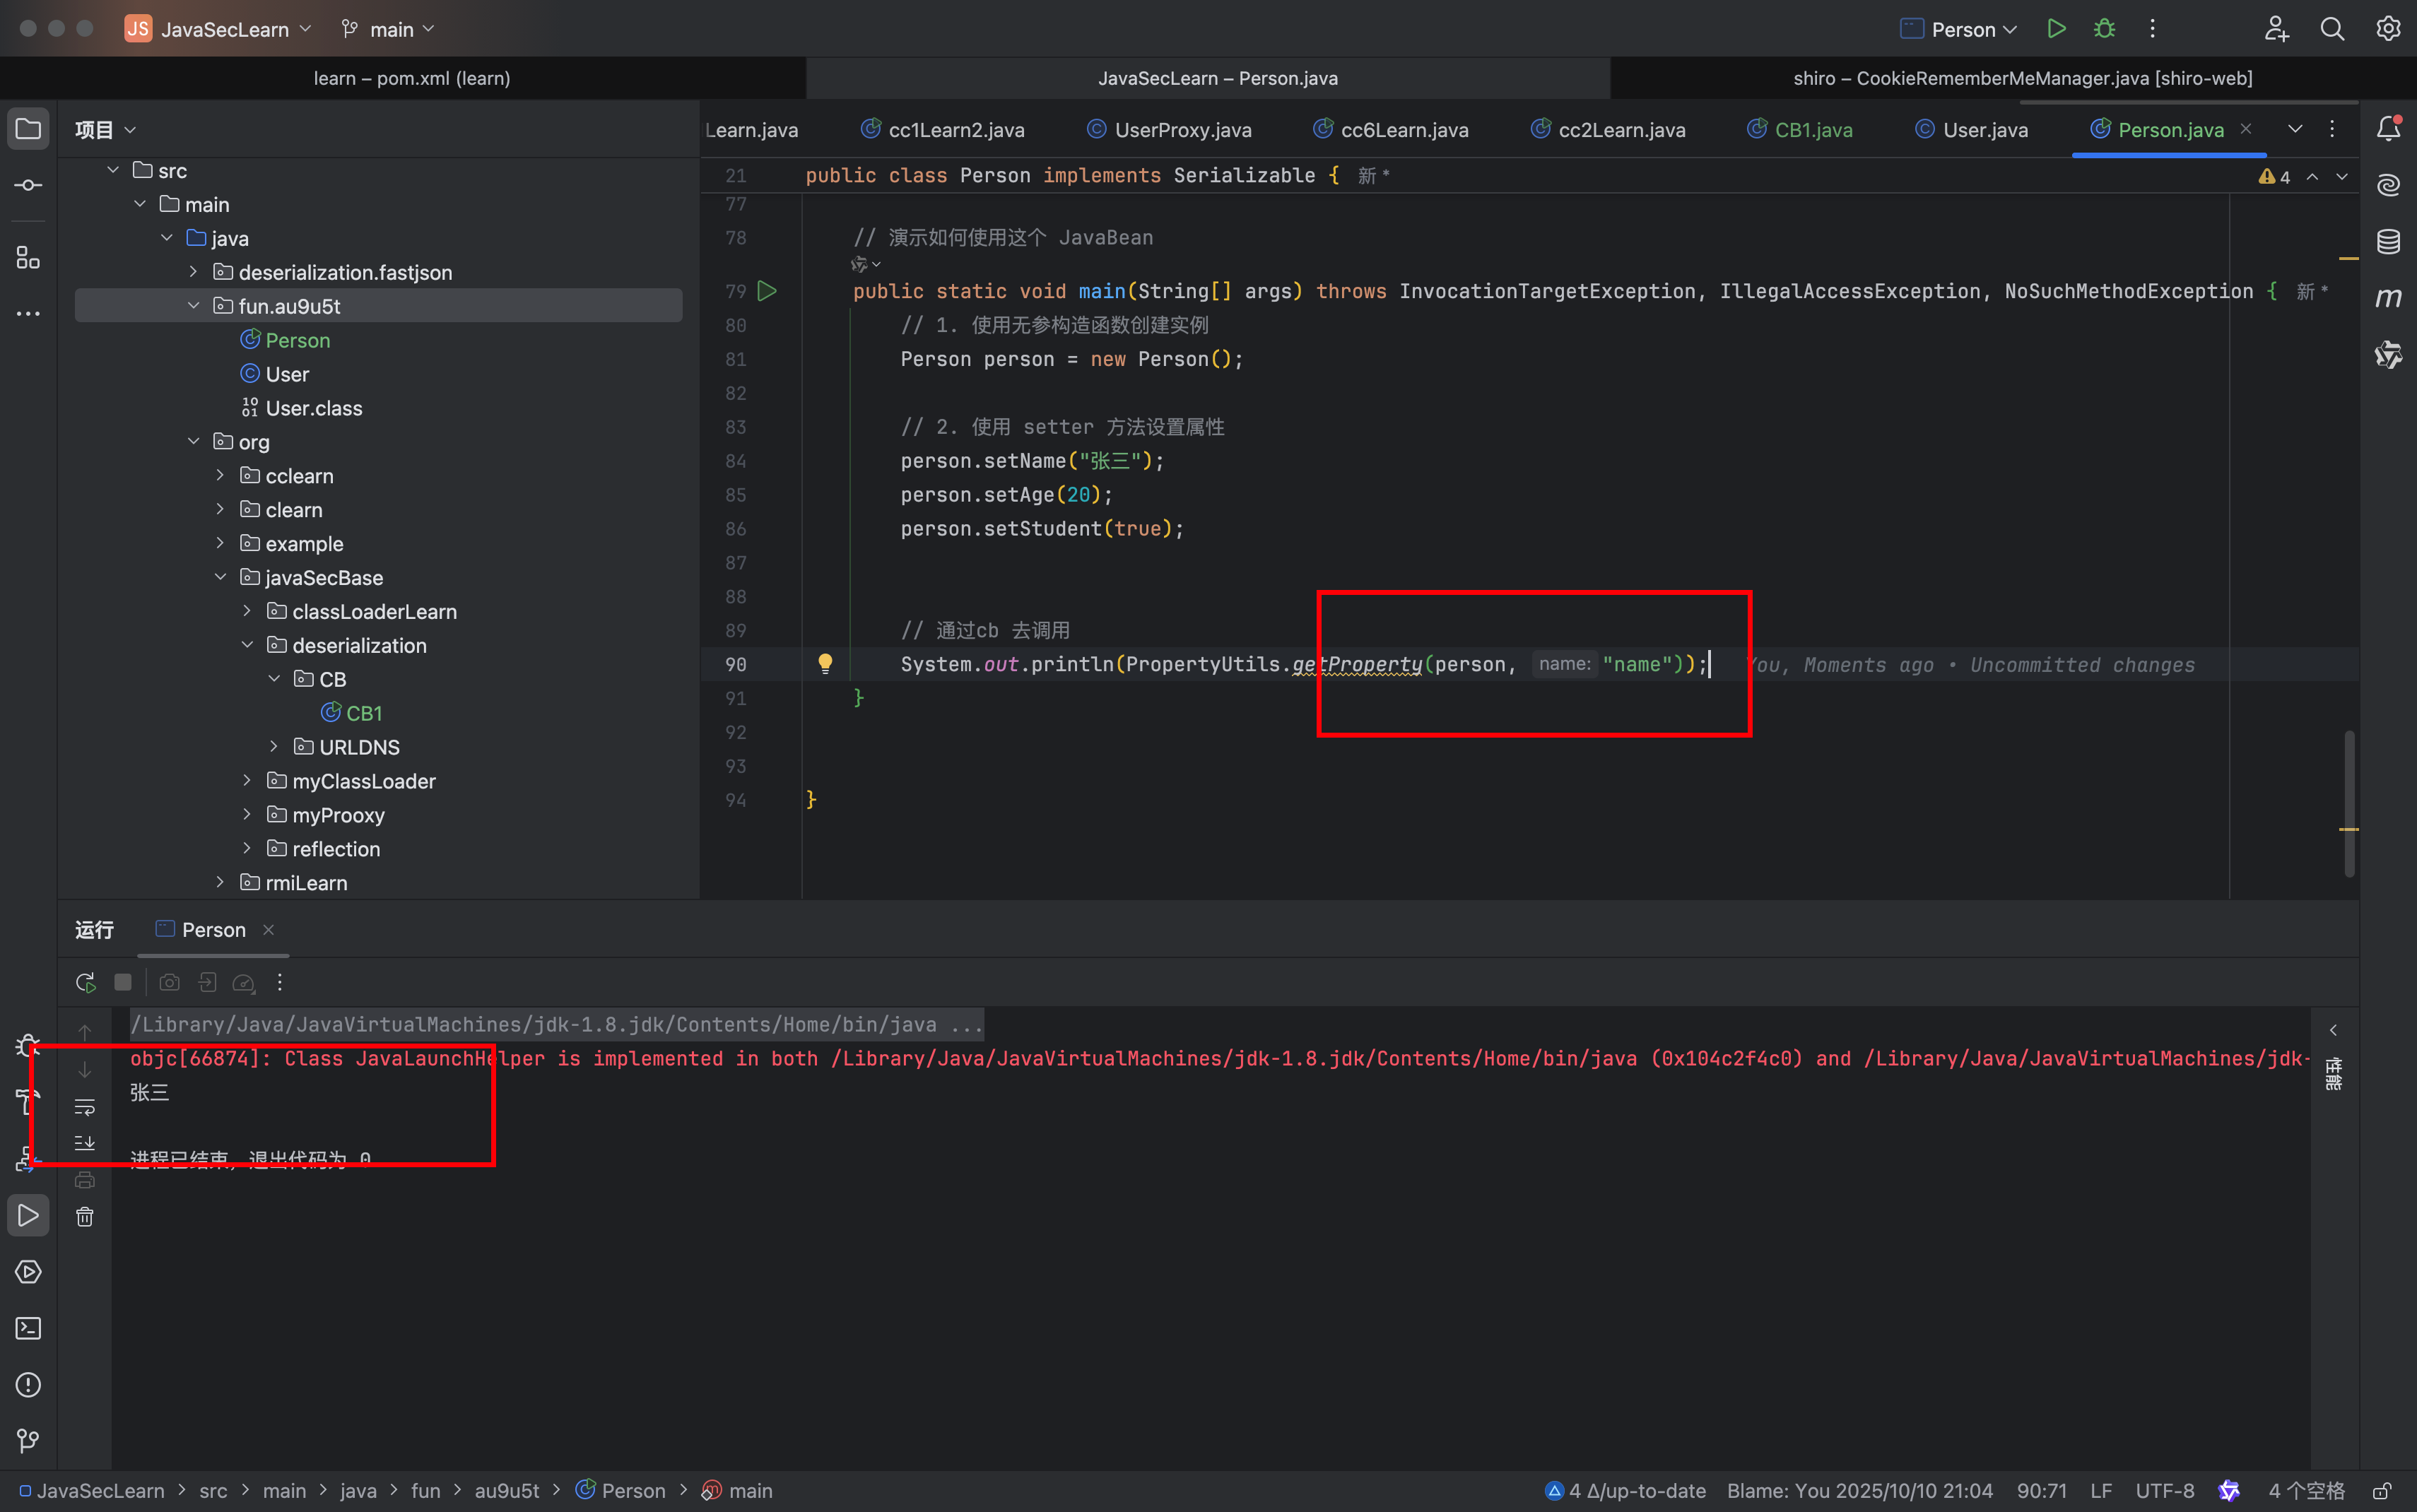 JS JavaSecLearn main Person
learn – pom.xml (learn) JavaSecLearn – Person.java shiro – CookieRememberMeManager.java [shiro-web]
项目
src
main
java
deserialization.fastjson
fun.au9u5t
Person
User
User.class
org
cclearn
clearn
example
javaSecBase
classLoaderLearn
deserialization
CB
CB1
URLDNS
myClassLoader
myProoxy
reflection
rmiLearn
Learn.java cc1Learn2.java UserProxy.java cc6Learn.java cc2Learn.java CB1.java User.java Person.java
21 public class Person implements Serializable { 新 * 4
77
78 // 演示如何使用这个 JavaBean
79 public static void main(String[] args) throws InvocationTargetException, IllegalAccessException, NoSuchMethodException { 新 *
80 // 1. 使用无参构造函数创建实例
81 Person person = new Person();
82
83 // 2. 使用 setter 方法设置属性
84 person.setName("张三");
85 person.setAge(20);
86 person.setStudent(true);
87
88
89 // 通过cb 去调用
90 System.out.println(PropertyUtils.getProperty(person, name: "name")); You, Moments ago • Uncommitted changes
91 }
92
93
94 }
运行 Person
/Library/Java/JavaVirtualMachines/jdk-1.8.jdk/Contents/Home/bin/java ...
objc[66874]: Class JavaLaunchHelper is implemented in both /Library/Java/JavaVirtualMachines/jdk-1.8.jdk/Contents/Home/bin/java (0x104c2f4c0) and /Library/Java/JavaVirtualMachines/jdk-
张三
进程已结束，退出代码为 0
性能
JavaSecLearn > src > main > java > fun > au9u5t > Person > main 4 Δ/up-to-date Blame: You 2025/10/10 21:04 90:71 LF UTF-8 4 个空格